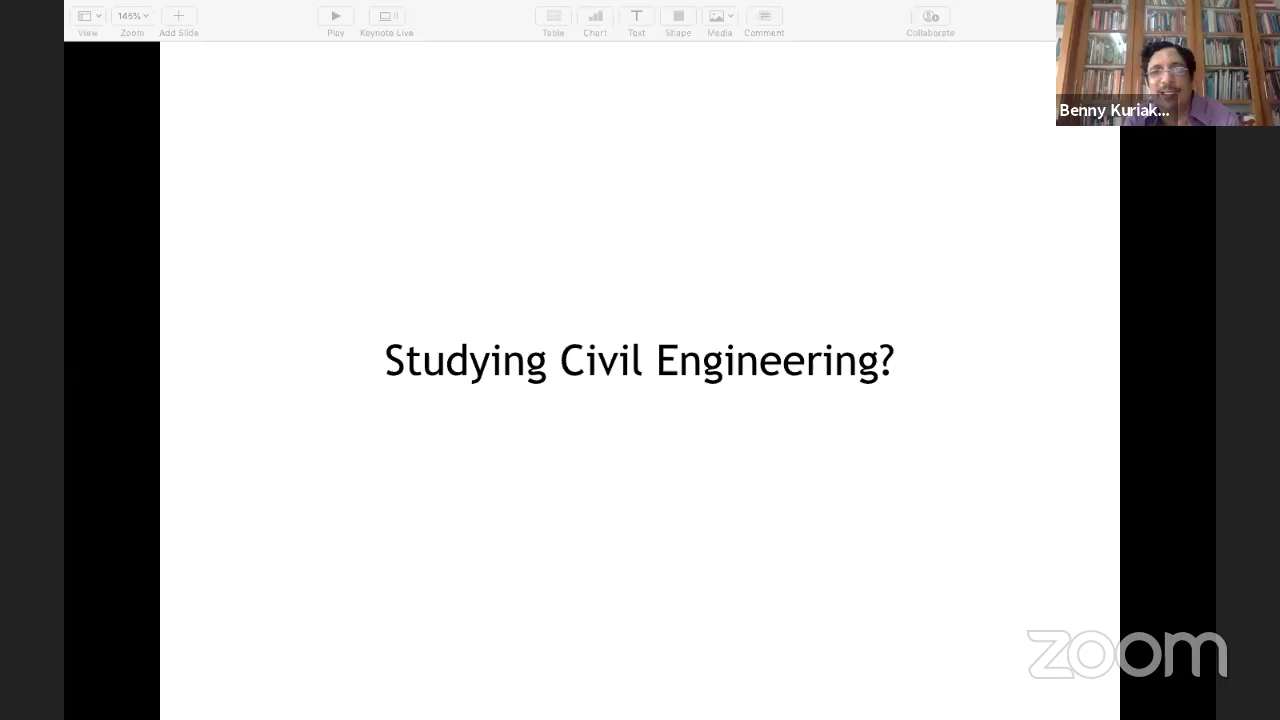 145%
View
Zoom
Add Slide
Play
Keynote Live
Table
Chart
Text
Shape
Media
Comment
Collaborate
Benny Kuriak...
Studying Civil Engineering?
zoom